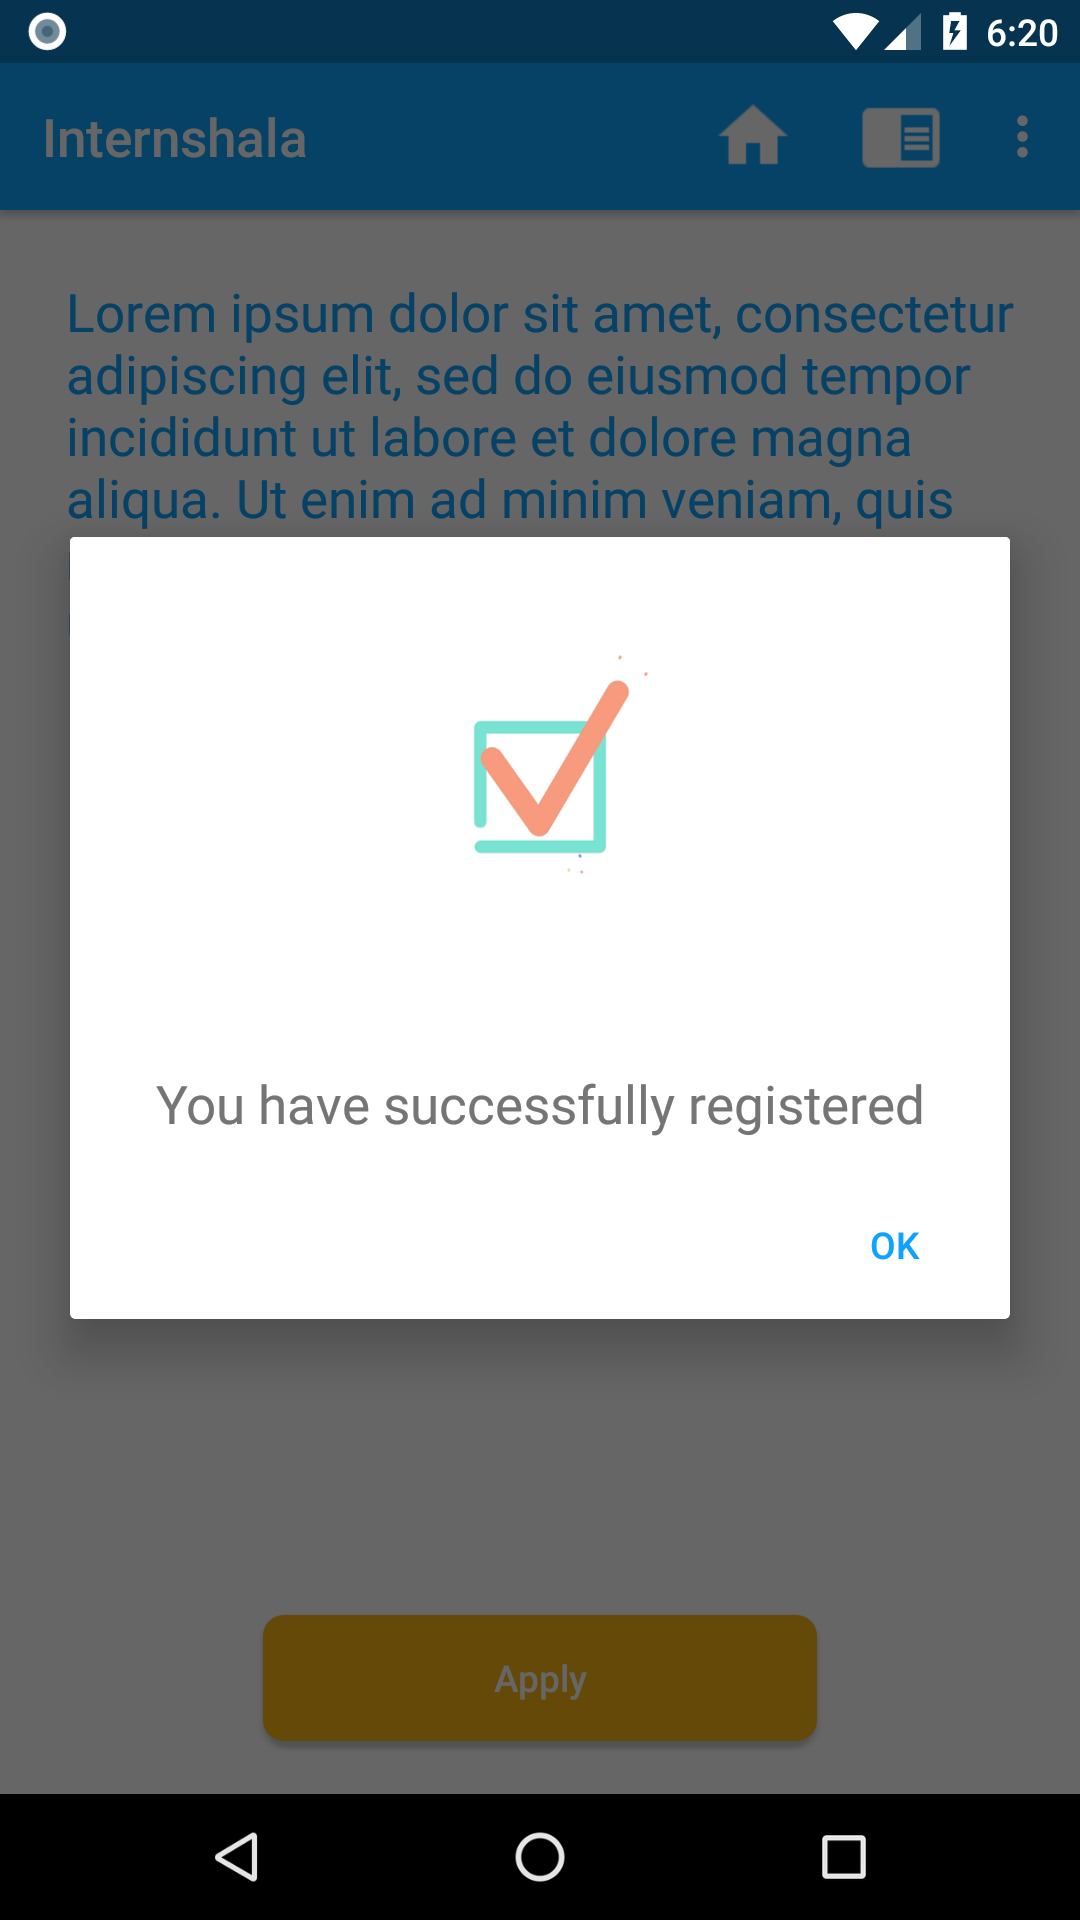 6:20
Internshala
Lorem ipsum dolor sit amet, consectetur
adipiscing elit, sed do eiusmod tempor
incididunt ut labore et dolore magna
aliqua. Ut enim ad minim veniam, quis
You have successfully registered
OK
Apply